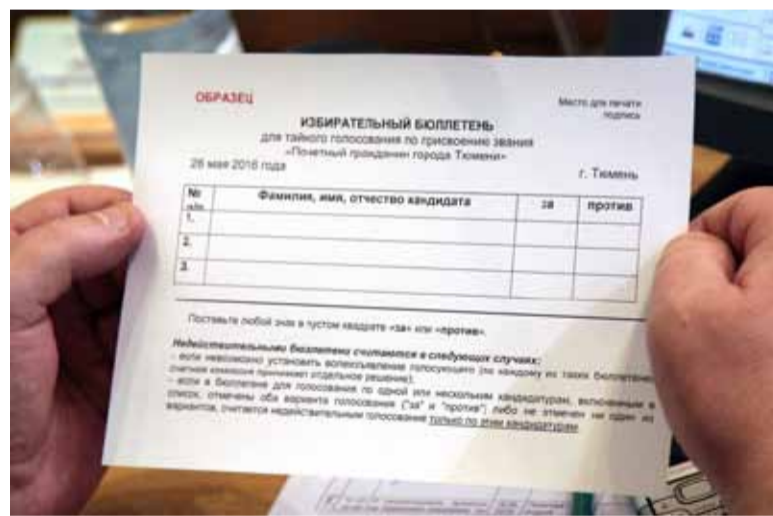 ОБРАЗЕЦ
Место для печати
подписи
ИЗБИРАТЕЛЬНЫЙ БЮЛЛЕТЕНЬ
для тайного голосования по присвоению звания
«Почетный гражданин города Тюмени»
26 мая 2016 года
г. Тюмень
№ Фамилия, имя, отчество кандидата за против
п/п
1.
2.
3.
Поставьте любой знак в пустом квадрате «за» или «против».
Недействительными бюллетени считаются в следующих случаях:
- если невозможно установить волеизъявление голосующего (по каждому из таких бюллетеней
счетная комиссия принимает отдельное решение);
- если в бюллетене для голосования по одной или нескольким кандидатурам, включенным в
список, отмечены оба варианта голосования ("за" и "против") либо не отмечен ни один из
вариантов, считается недействительным голосование только по этим кандидатурам